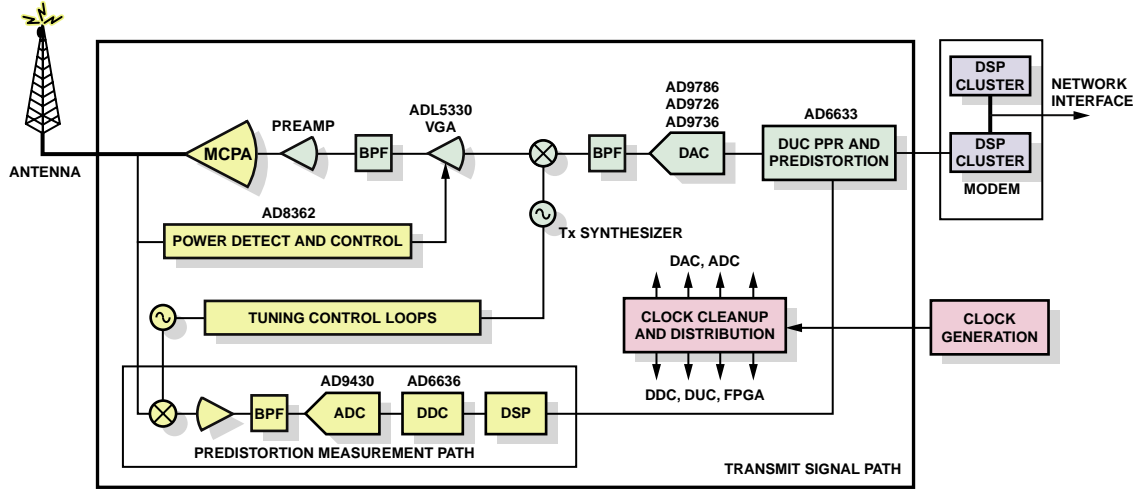 AD9786
AD9726
AD9736
DSP
CLUSTER
NETWORK
INTERFACE
ADL5330
VGA
AD6633
PREAMP
MCPA
BPF
BPF
DAC
DUC PPR AND
PREDISTORTION
DSP
CLUSTER
MODEM
ANTENNA
AD8362
POWER DETECT AND CONTROL
Tx SYNTHESIZER
DAC, ADC
TUNING CONTROL LOOPS
CLOCK CLEANUP
AND DISTRIBUTION
CLOCK
GENERATION
DDC, DUC, FPGA
AD9430
AD6636
BPF
ADC
DDC
DSP
PREDISTORTION MEASUREMENT PATH
TRANSMIT SIGNAL PATH